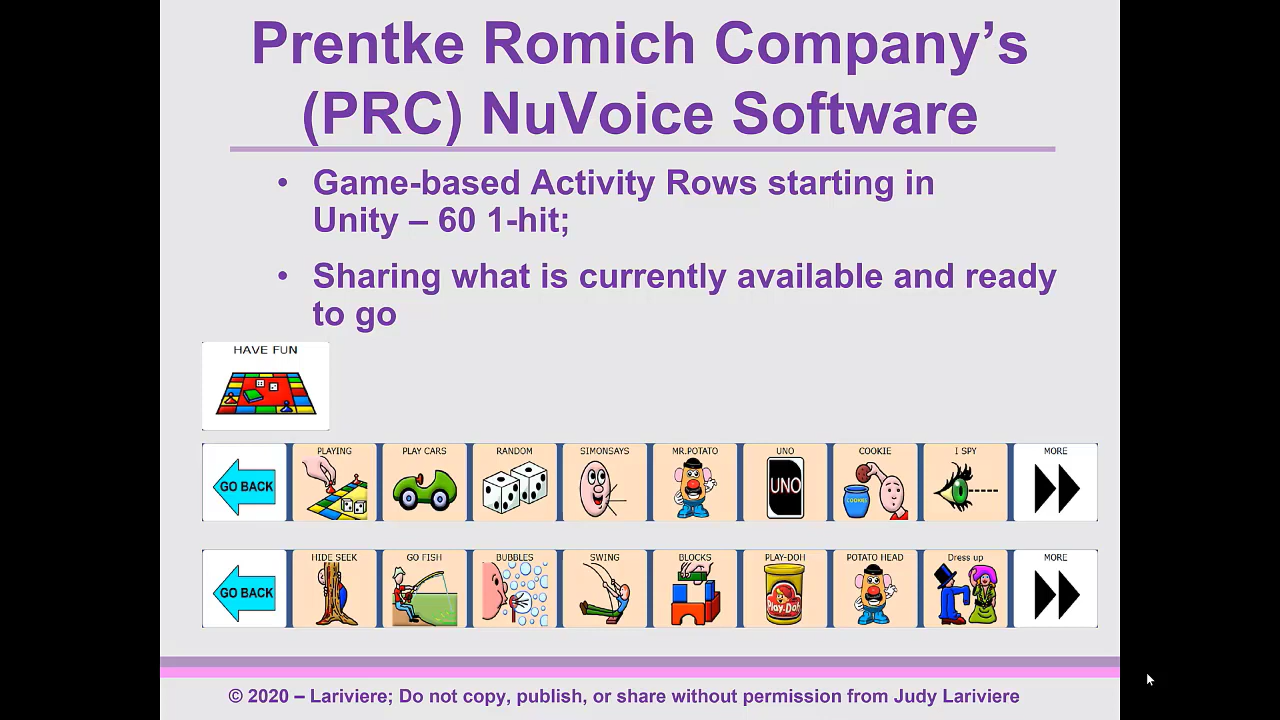 Prentke Romich Company’s
(PRC) NuVoice Software
• Game-based Activity Rows starting in
Unity – 60 1-hit;
• Sharing what is currently available and ready
to go
HAVE FUN
GO BACK PLAYING PLAY CARS RANDOM SIMONSAYS MR.POTATO UNO COOKIE I SPY MORE
UNO
COOKIE
GO BACK HIDE SEEK GO FISH BUBBLES SWING BLOCKS PLAY-DOH POTATO HEAD Dress up MORE
Play-Doh
© 2020 – Lariviere; Do not copy, publish, or share without permission from Judy Lariviere